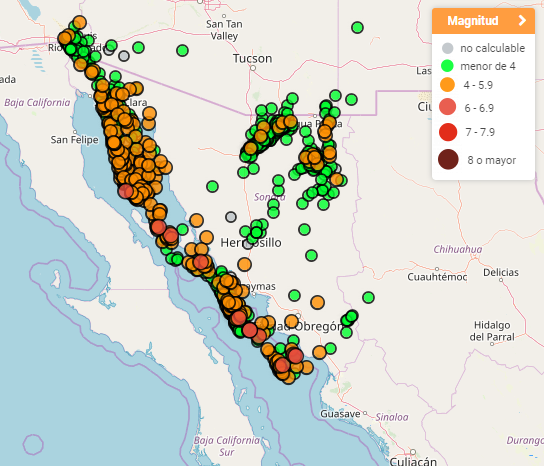 Magnitud
no calculable
menor de 4
4 - 5.9
6 - 6.9
7 - 7.9
8 o mayor
San Tan
Valley
Tucson
Baja California
San Felipe
Sonora
Chihuahua
Cuauhtémoc
Delicias
Hidalgo
del Parral
Guasave
Sinaloa
Baja California
Sur
Culiacán
Durango